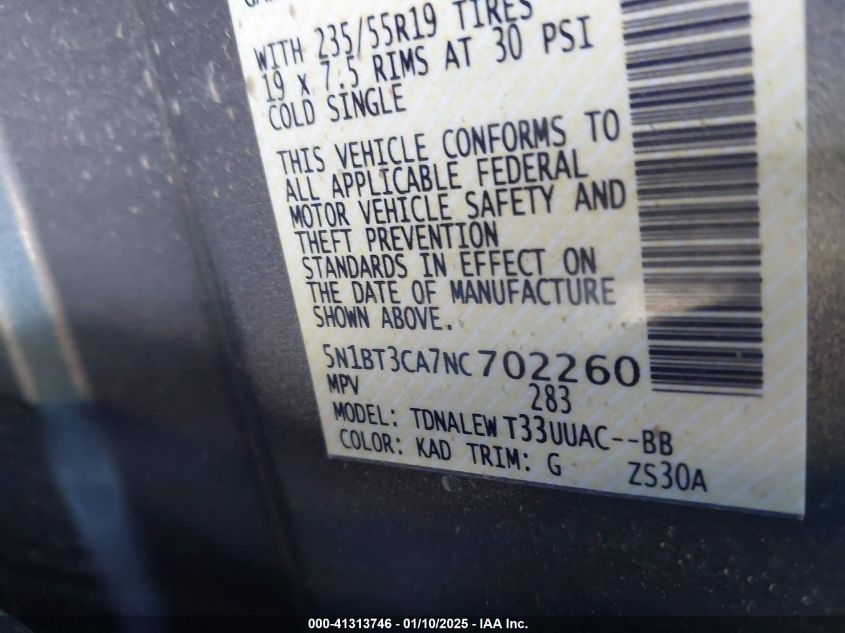 WITH 235/55R19 TIRES
19 X 7.5 RIMS AT 30 PSI
COLD SINGLE
THIS VEHICLE CONFORMS TO
ALL APPLICABLE FEDERAL
MOTOR VEHICLE SAFETY AND
THEFT PREVENTION
STANDARDS IN EFFECT ON
THE DATE OF MANUFACTURE
SHOWN ABOVE.
5N1BT3CA7NC702260
MPV 283
MODEL: TDNALEW T33UUAC--BB
COLOR: KAD TRIM: G ZS30A
000-41313746 - 01/10/2025 - IAA Inc.